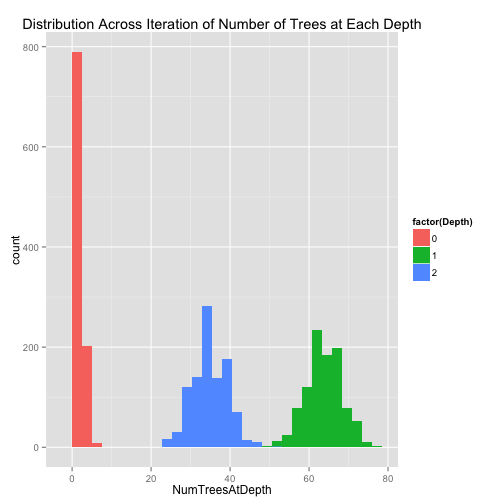 Distribution Across Iteration of Number of Trees at Each Depth
800
600
400
200
0
count
0 20 40 60 80
NumTreesAtDepth
factor(Depth)
0
1
2